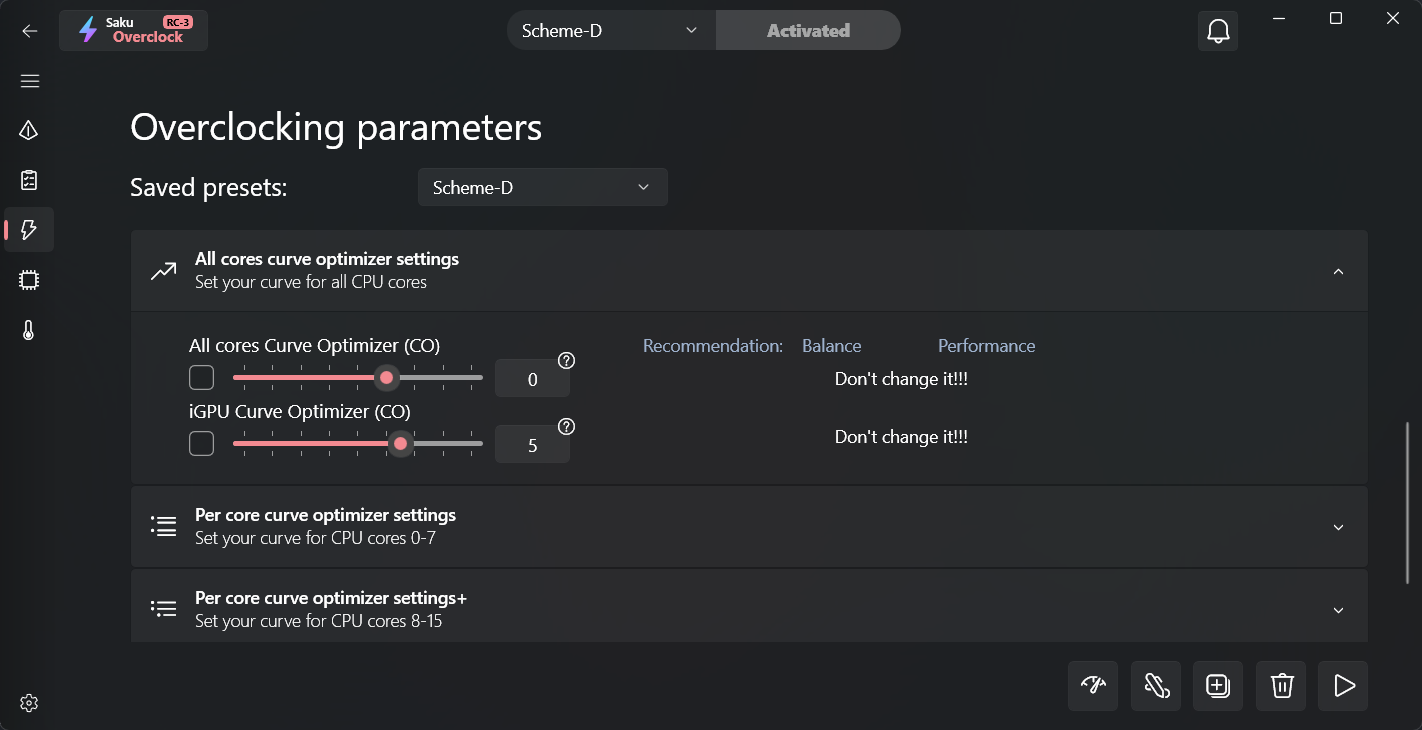 Saku RC-3
Overclock
Scheme-D
Activated
Overclocking parameters
Saved presets:
Scheme-D
All cores curve optimizer settings
Set your curve for all CPU cores
All cores Curve Optimizer (CO)
Recommendation: Balance Performance
0
Don't change it!!!
iGPU Curve Optimizer (CO)
5
Don't change it!!!
Per core curve optimizer settings
Set your curve for CPU cores 0-7
Per core curve optimizer settings+
Set your curve for CPU cores 8-15